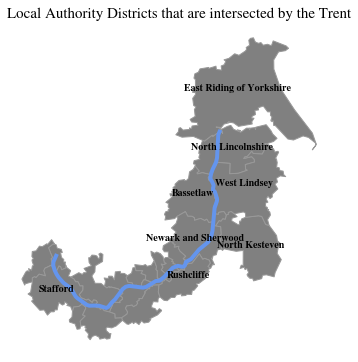 Local Authority Districts that are intersected by the Trent
East Riding of Yorkshire
North Lincolnshire
West Lindsey
Bassetlaw
Newark and Sherwood
North Kesteven
Rushcliffe
Stafford